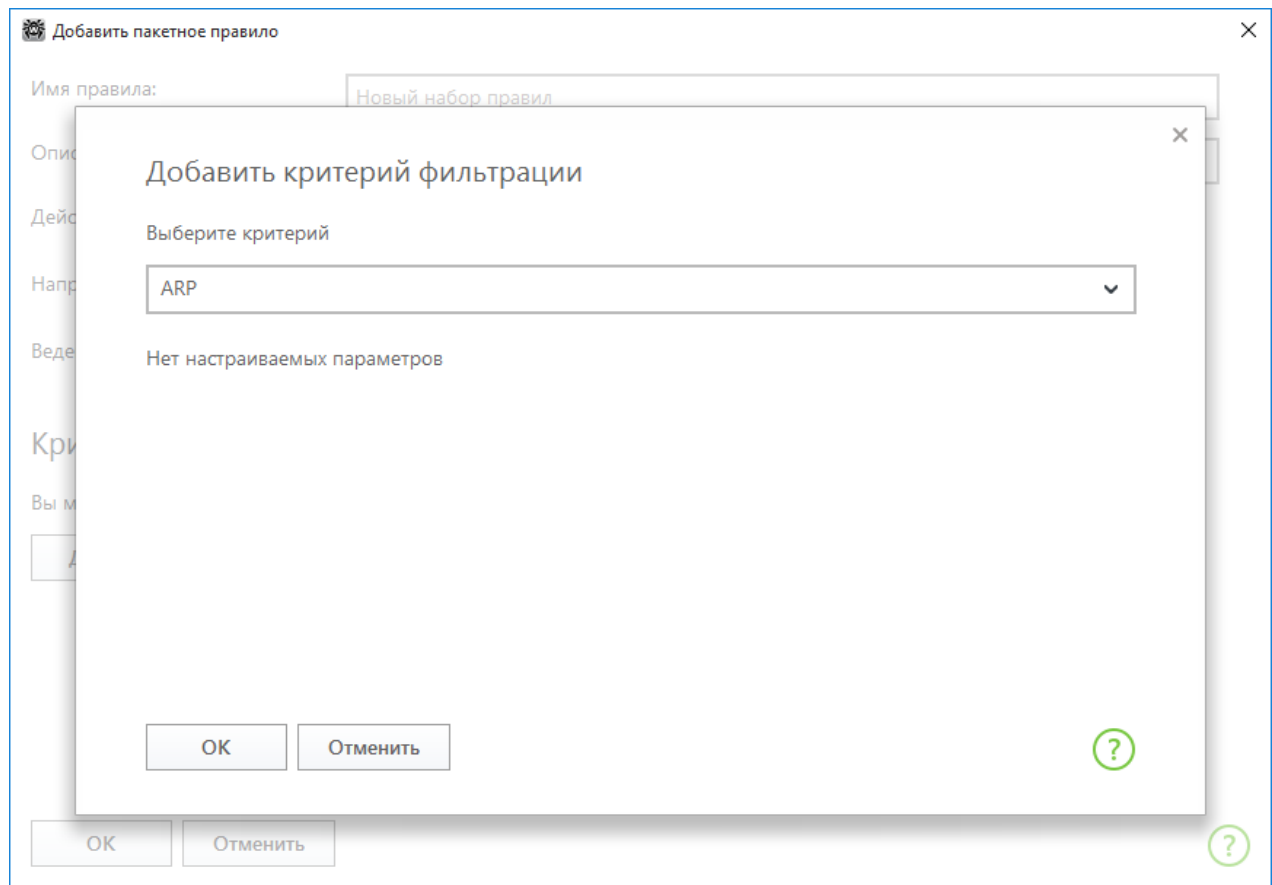 Добавить пакетное правило
Имя правила:
Новый набор правил
Добавить критерий фильтрации
Выберите критерий
ARP
Нет настраиваемых параметров
Вы
OK
Отменить
?
OK
Отменить
?